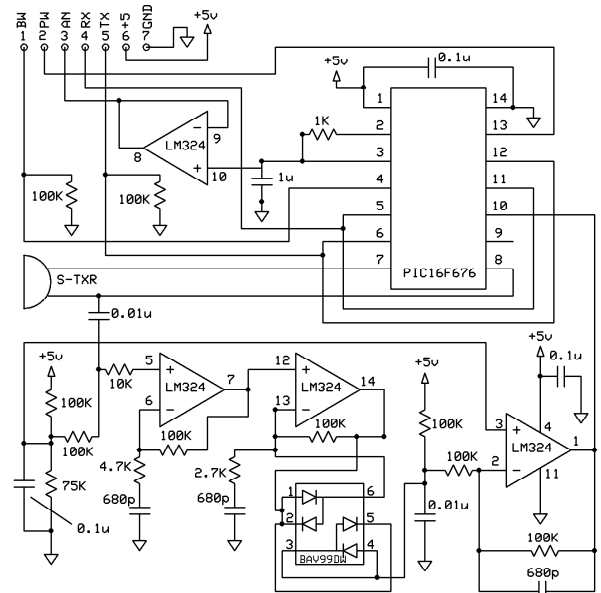 BW PW AN RX TX +5 GND
1 2 3 4 5 6 7
+5v
+5v
0.1u
1 14
1K
2 13
9
LM324
8
3 12
10
1u
4 11
100K
100K
5 10
6 9
7 8
PIC16F676
S-TXR
0.01u
+5v
+5v
+5v
0.1u
5
10K
LM324
7
12
LM324
14
6
13
100K
100K
100K
100K
100K
3
4
LM324
1
2
11
100K
4.7K
2.7K
75K
680p
680p
0.1u
1 6
2 5
3 4
BAV99DW
0.01u
100K
680p